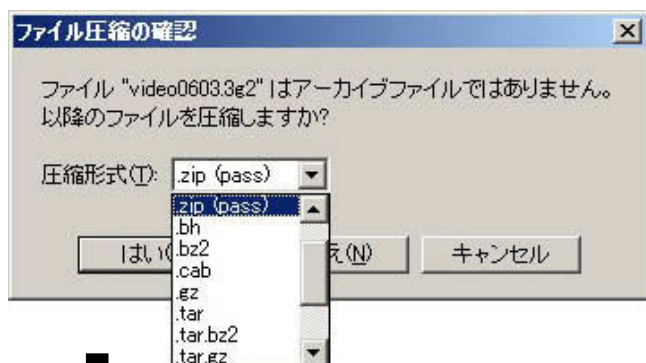 ファイル圧縮の確認
ファイル "video0603.3g2" はアーカイブファイルではありません。
以降のファイルを圧縮しますか?
圧縮形式(T): .zip (pass)
.zip (pass)
.bh
.bz2
.cab
.gz
.tar
.tar.bz2
.tar.gz
はい(
え(N)
キャンセル